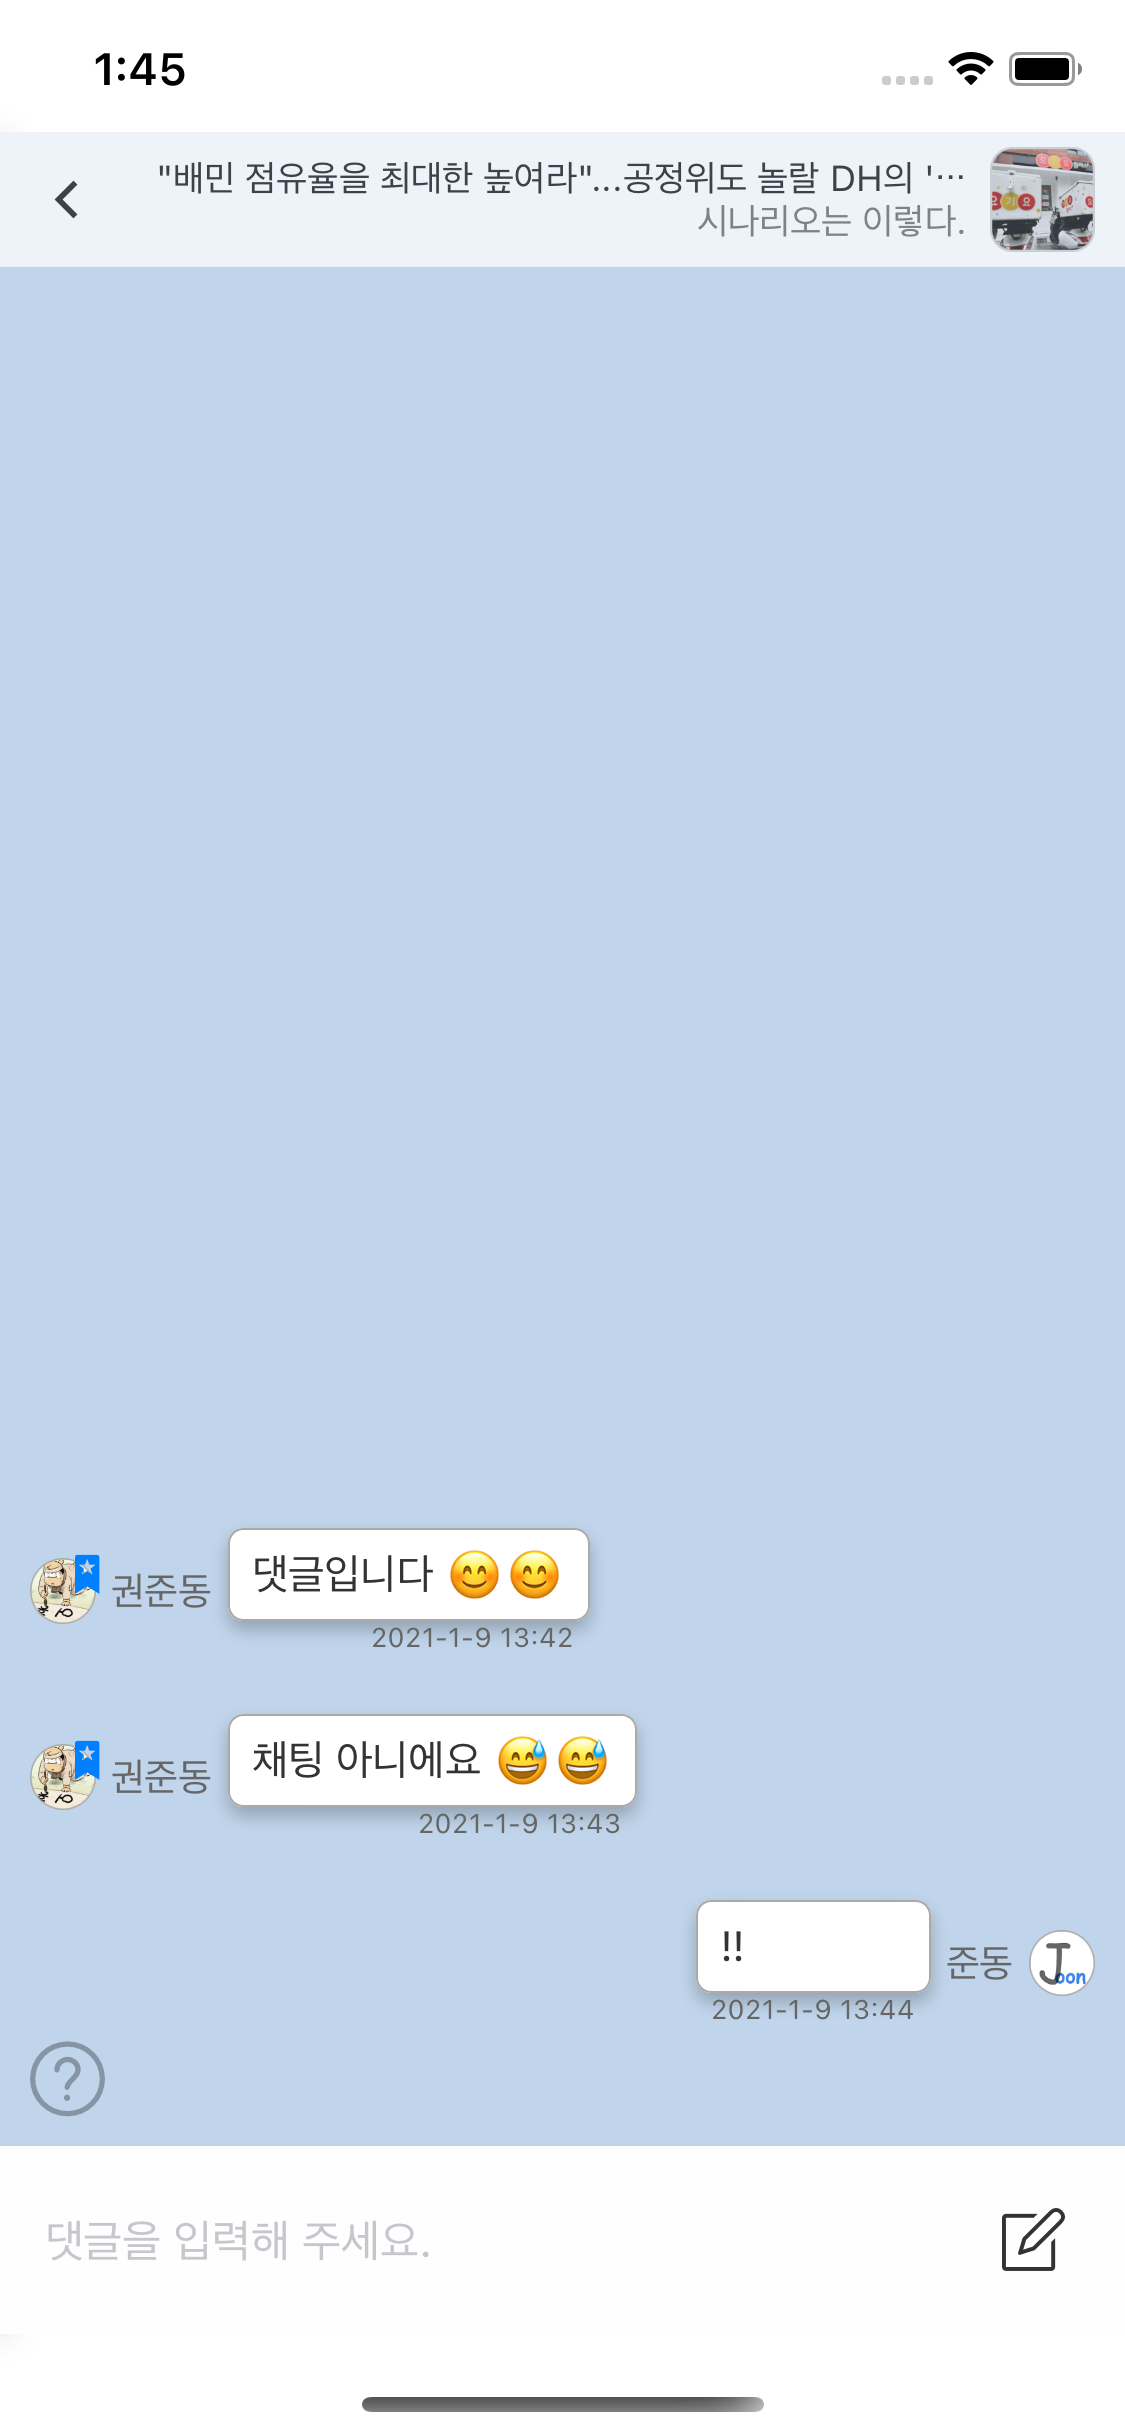 1:45
"배민 점유율을 최대한 높여라"...공정위도 놀랄 DH의 '...
시나리오는 이렇다.
댓글입니다 😊😊
권준동
2021-1-9 13:42
채팅 아니에요 😅😅
권준동
2021-1-9 13:43
!!
준동
Joon
2021-1-9 13:44
?
댓글을 입력해 주세요.